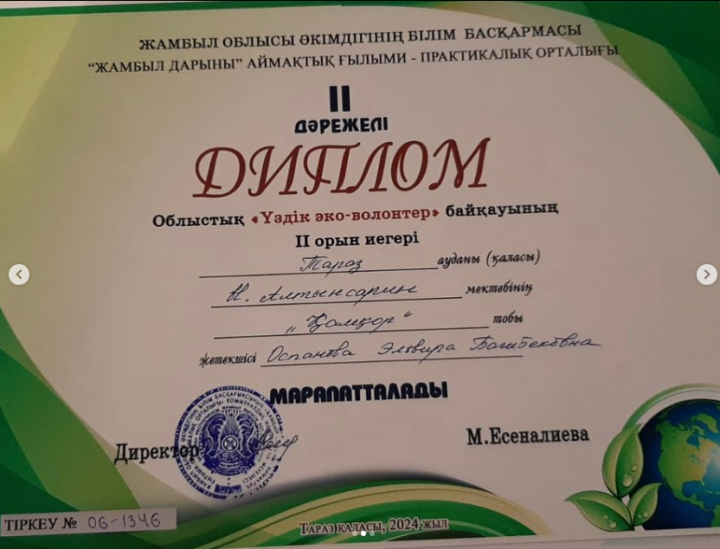 ЖАМБЫЛ ОБЛЫСЫ ӘКІМДІГІНІҢ БІЛІМ БАСҚАРМАСЫ
"ЖАМБЫЛ ДАРЫНЫ" АЙМАҚТЫҚ ҒЫЛЫМИ - ПРАКТИКАЛЫҚ ОРТАЛЫҒЫ
II
ДӘРЕЖЕЛІ
ДИПЛОМ
Облыстық «Үздік эко-волонтер» байқауының
II орын иегері
Тараз ауданы (қаласы)
Алтынсарин мектебінің
"Қамқор" тобы
жетекшісі Оспанова Эльвира
МАРАПАТТАЛАДЫ
Директор
М.Есеналиева
ТІРКЕУ № 06-1346
ТАРАЗ ҚАЛАСЫ, 2024 ЖЫЛ